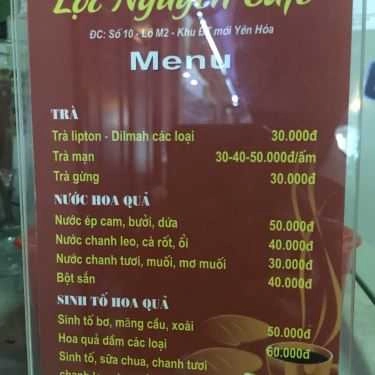 Lộc Nguyên Cafe
ĐC: Số 10 - Lô M2 - Khu ĐT mới Yên Hóa
Menu
TRÀ
Trà lipton - Dilmah các loại 30.000đ
Trà mạn 30-40-50.000đ/ấm
Trà gừng 30.000đ
NƯỚC HOA QUẢ
Nước ép cam, bưởi, dứa 50.000đ
Nước chanh leo, cà rốt, ổi 40.000đ
Nước chanh tươi, muối, mơ muối 30.000đ
Bột sắn 40.000đ
SINH TỐ HOA QUẢ
Sinh tố bơ, mãng cầu, xoài 50.000đ
Hoa quả dầm các loại 60.000đ
Sinh tố, sữa chua, chanh tươi